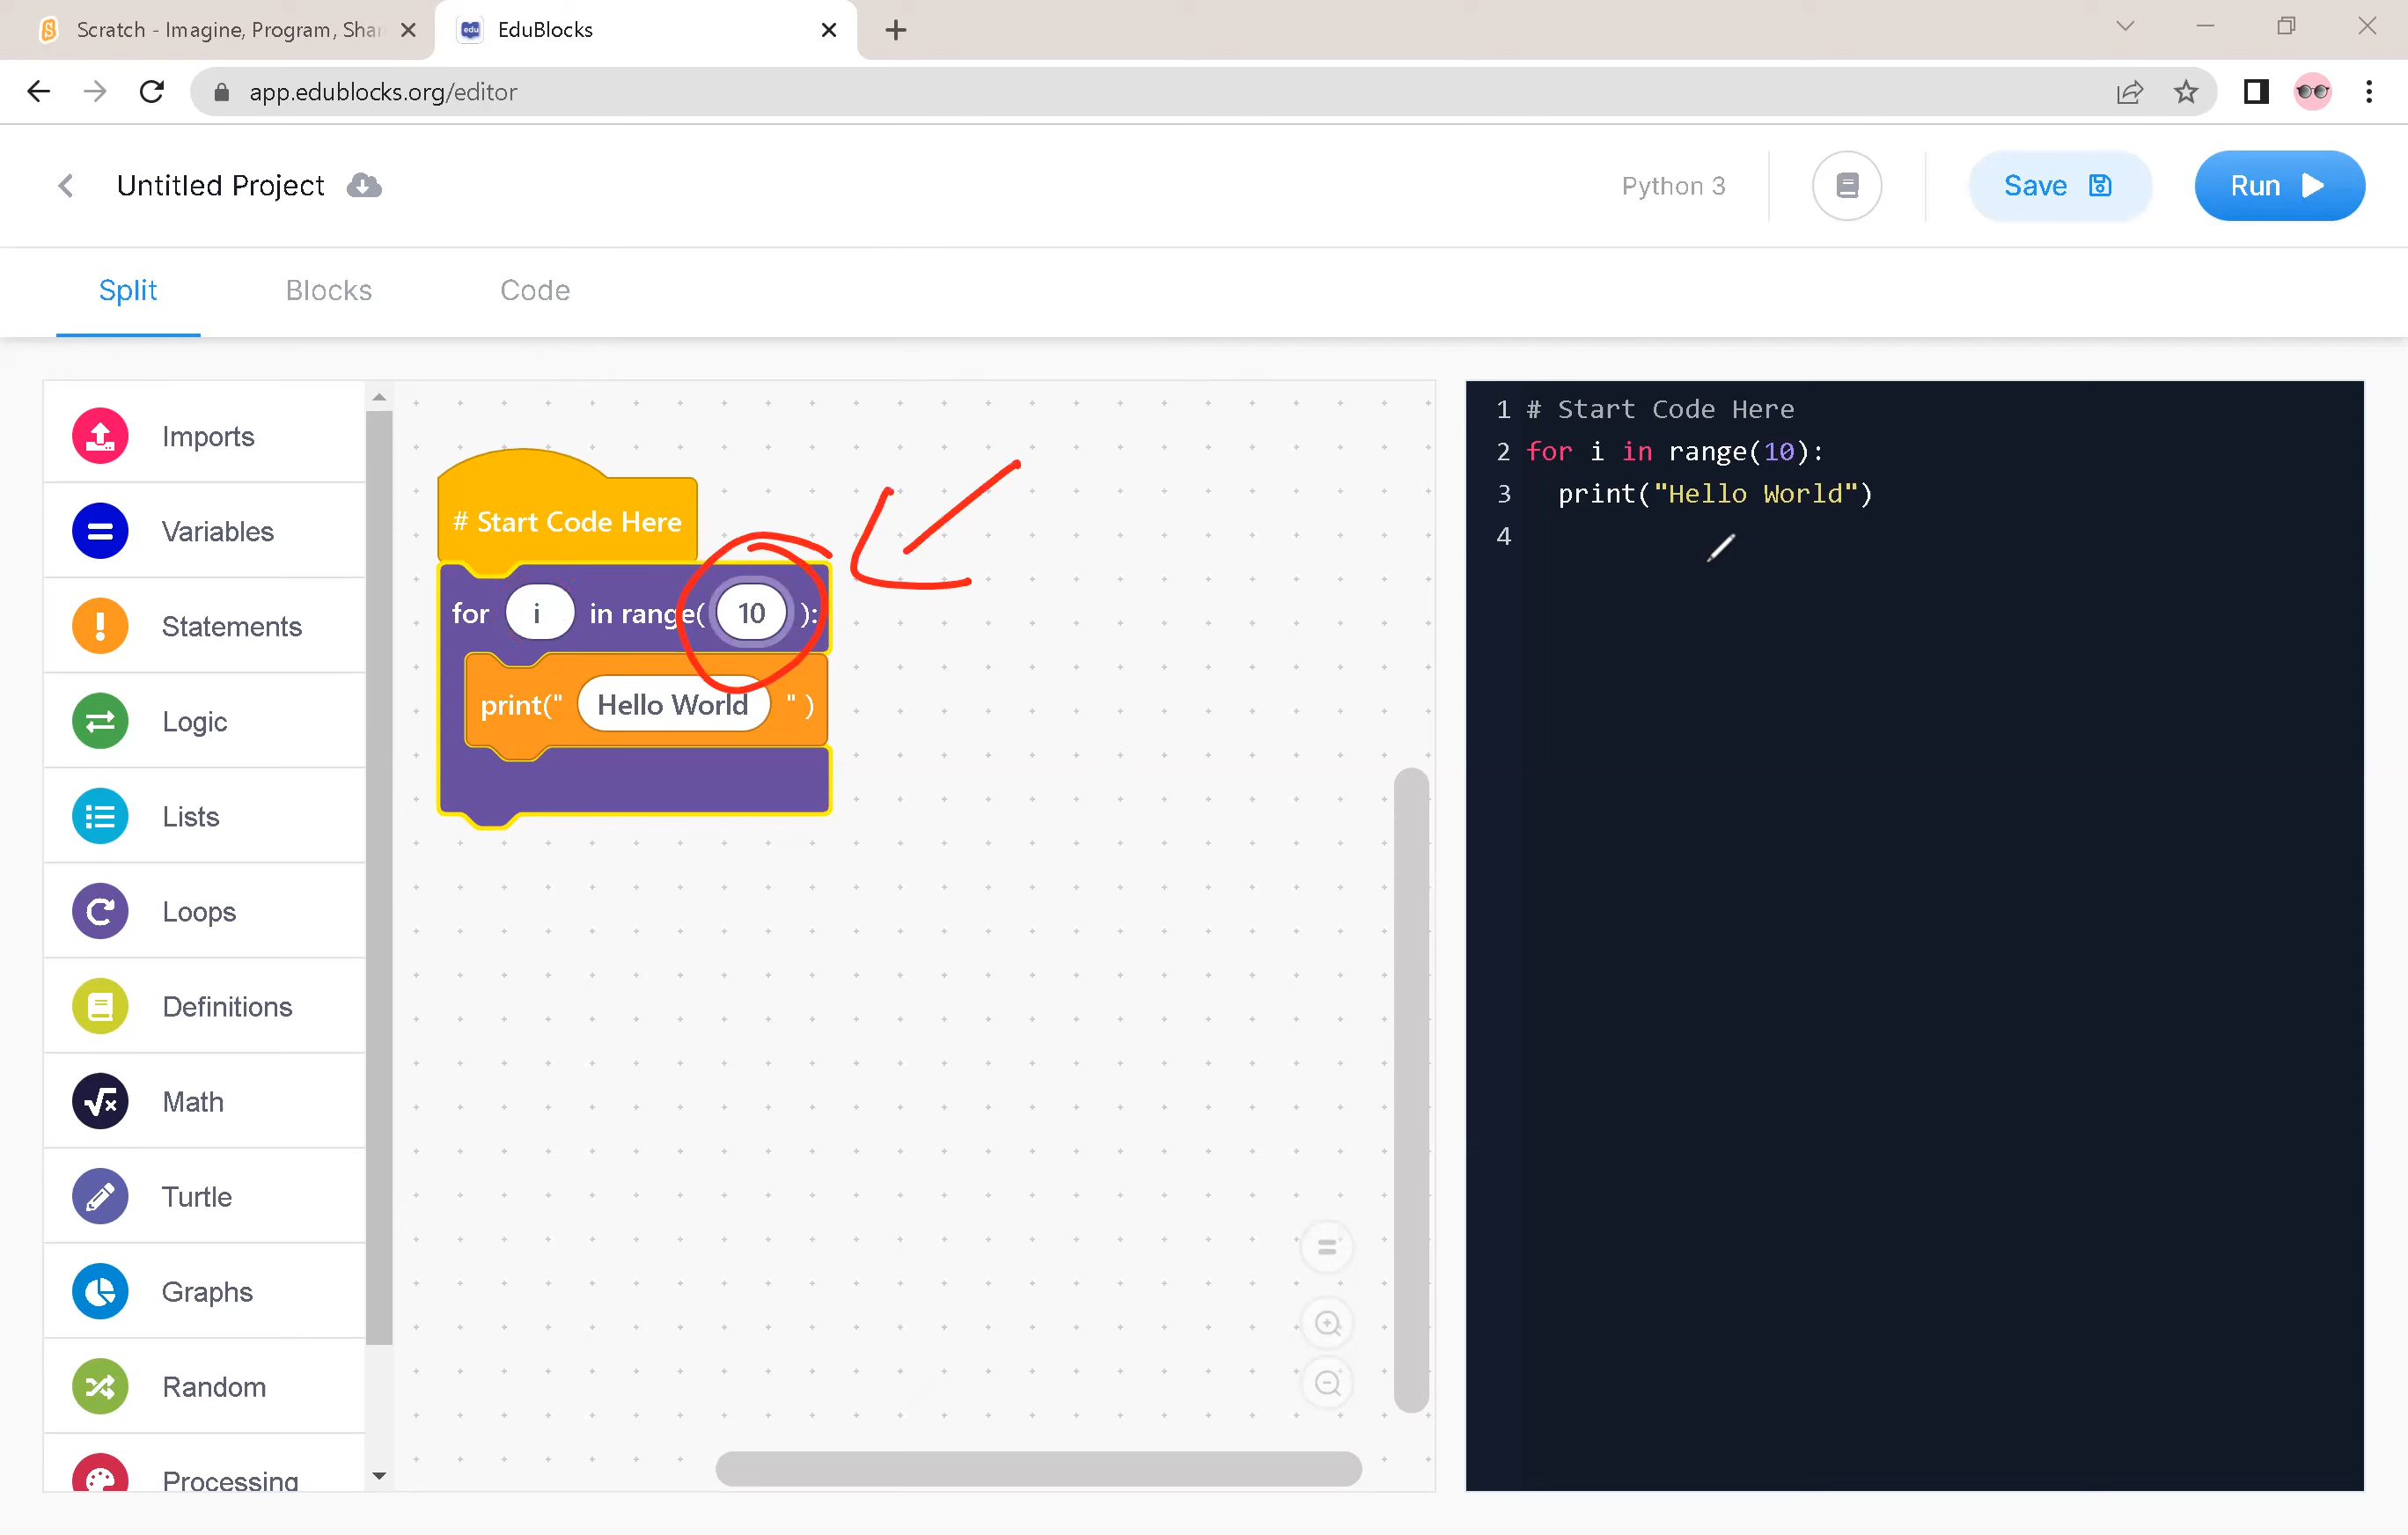 Scratch - Imagine, Program, Shar
EduBlocks
app.edublocks.org/editor
Untitled Project
Python 3
Save
Run
Split
Blocks
Code
Imports
Variables
Statements
Logic
Lists
Loops
Definitions
Math
Turtle
Graphs
Random
Processing
# Start Code Here
for i in range( 10 ):
print(" Hello World " )
1 # Start Code Here
2 for i in range(10):
3 print("Hello World")
4